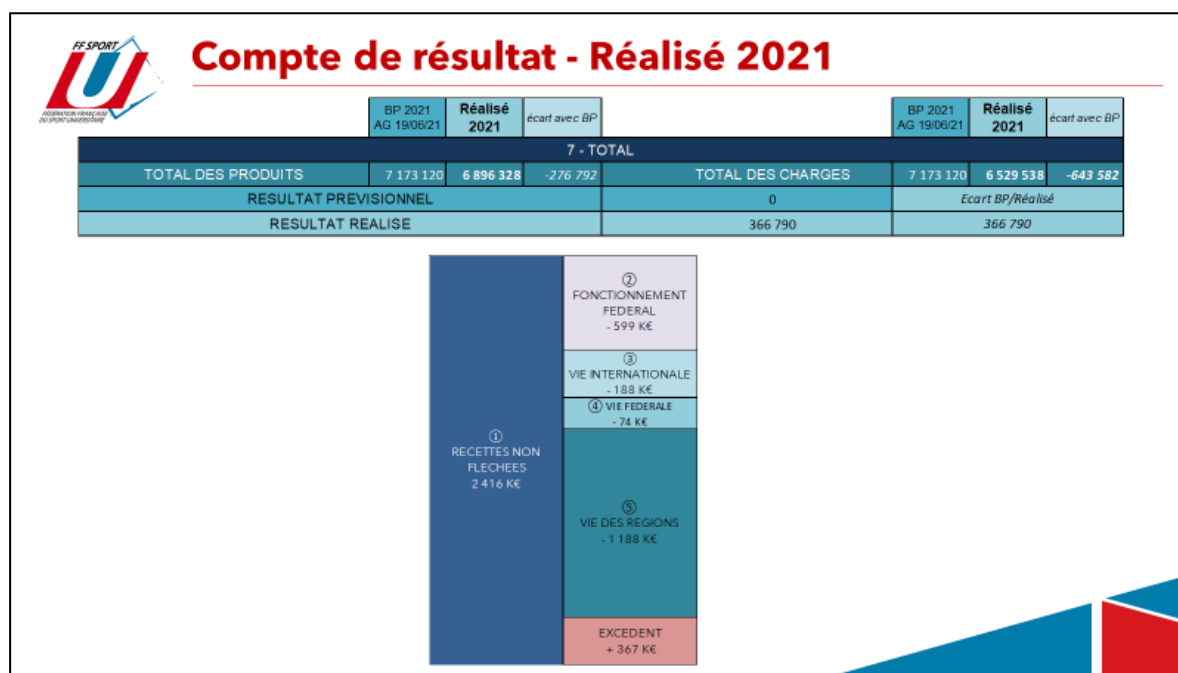 FF SPORT
U
FÉDÉRATION FRANÇAISE
DU SPORT UNIVERSITAIRE
Compte de résultat - Réalisé 2021
BP 2021
AG 19/06/21
Réalisé
2021
écart avec BP
BP 2021
AG 19/06/21
Réalisé
2021
écart avec BP
7 - TOTAL
TOTAL DES PRODUITS 7 173 120 6 896 328 -276 792 TOTAL DES CHARGES 7 173 120 6 529 538 -643 582
RESULTAT PREVISIONNEL 0 Ecart BP/Réalisé
RESULTAT REALISE 366 790 366 790
①
RECETTES NON
FLECHEES
2 416 K€
②
FONCTIONNEMENT
FEDERAL
- 599 K€
③
VIE INTERNATIONALE
- 188 K€
④ VIE FEDERALE
- 74 K€
⑤
VIE DES REGIONS
- 1 188 K€
EXCEDENT
+ 367 K€